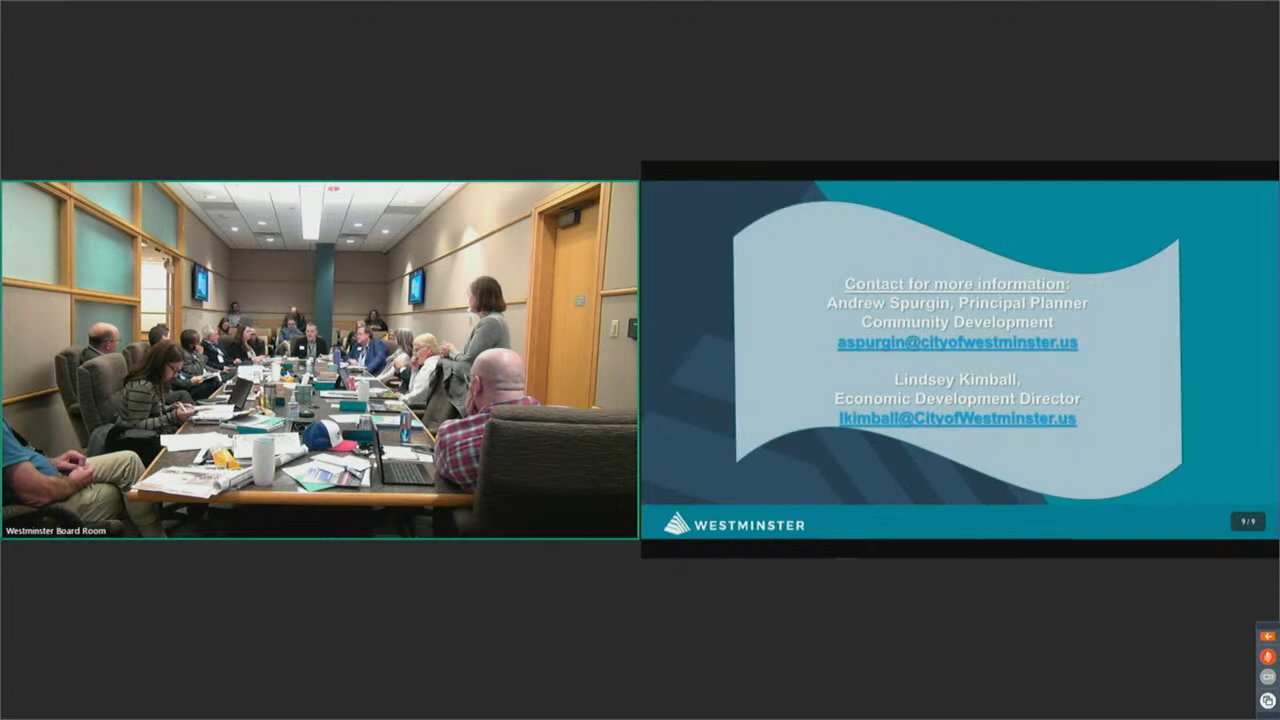 Westminster Board Room
Contact for more information:
Andrew Spurgin, Principal Planner
Community Development
aspurgin@cityofwestminster.us
Lindsey Kimball,
Economic Development Director
lkimball@CityofWestminster.us
WESTMINSTER
9/9